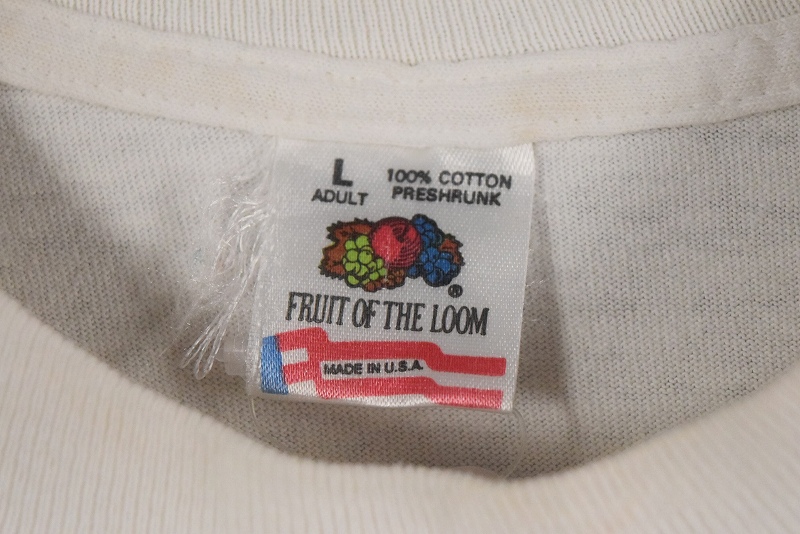 L
ADULT
100% COTTON
PRESHRUNK
®
FRUIT OF THE LOOM
MADE IN U.S.A.